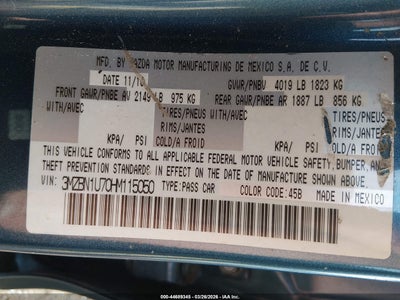 MFD. BY MAZDA MOTOR MANUFACTURING DE MEXICO S.A. DE C.V.
DATE 11/16 GVWR/PNBV 4019 LB 1823 KG
FRONT GAWR/PNBE AV 2149 LB 975 KG REAR GAWR/PNBE AR 1887 LB 856 KG
WITH/AVEC TIRES/PNEUS WITH/AVEC TIRES/PNEUS
RIMS/JANTES RIMS/JANTES
KPA/ PSI COLD/A FROID KPA/ PSI COLD/A FROID
THIS VEHICLE CONFORMS TO ALL APPLICABLE FEDERAL MOTOR VEHICLE SAFETY, BUMPER, AND
THEFT PREVENTION STANDARDS IN EFFECT ON THE DATE OF MANUFACTURE SHOWN ABOVE.
VIN: 3MZBN1U70HM115050 TYPE: PASS CAR COLOR CODE: 45B MADE IN MEXICO
000-44689345 - 03/26/2026 - IAA Inc.